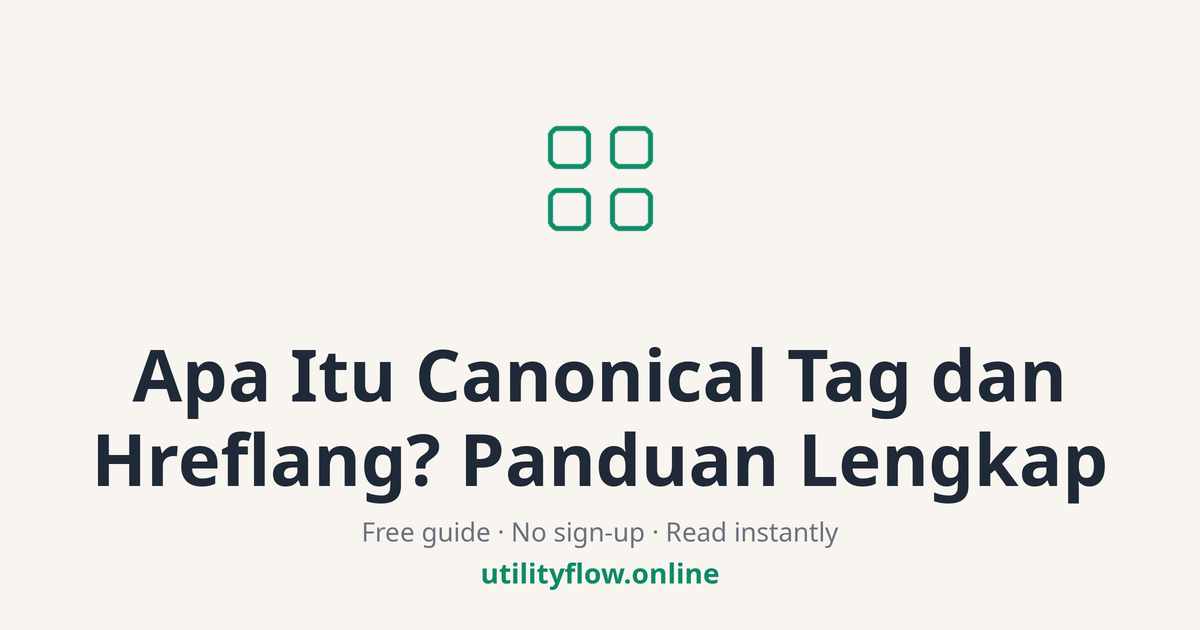 Apa Itu Canonical Tag dan
Hreflang? Panduan Lengkap
Free guide · No sign-up · Read instantly
utilityflow.online